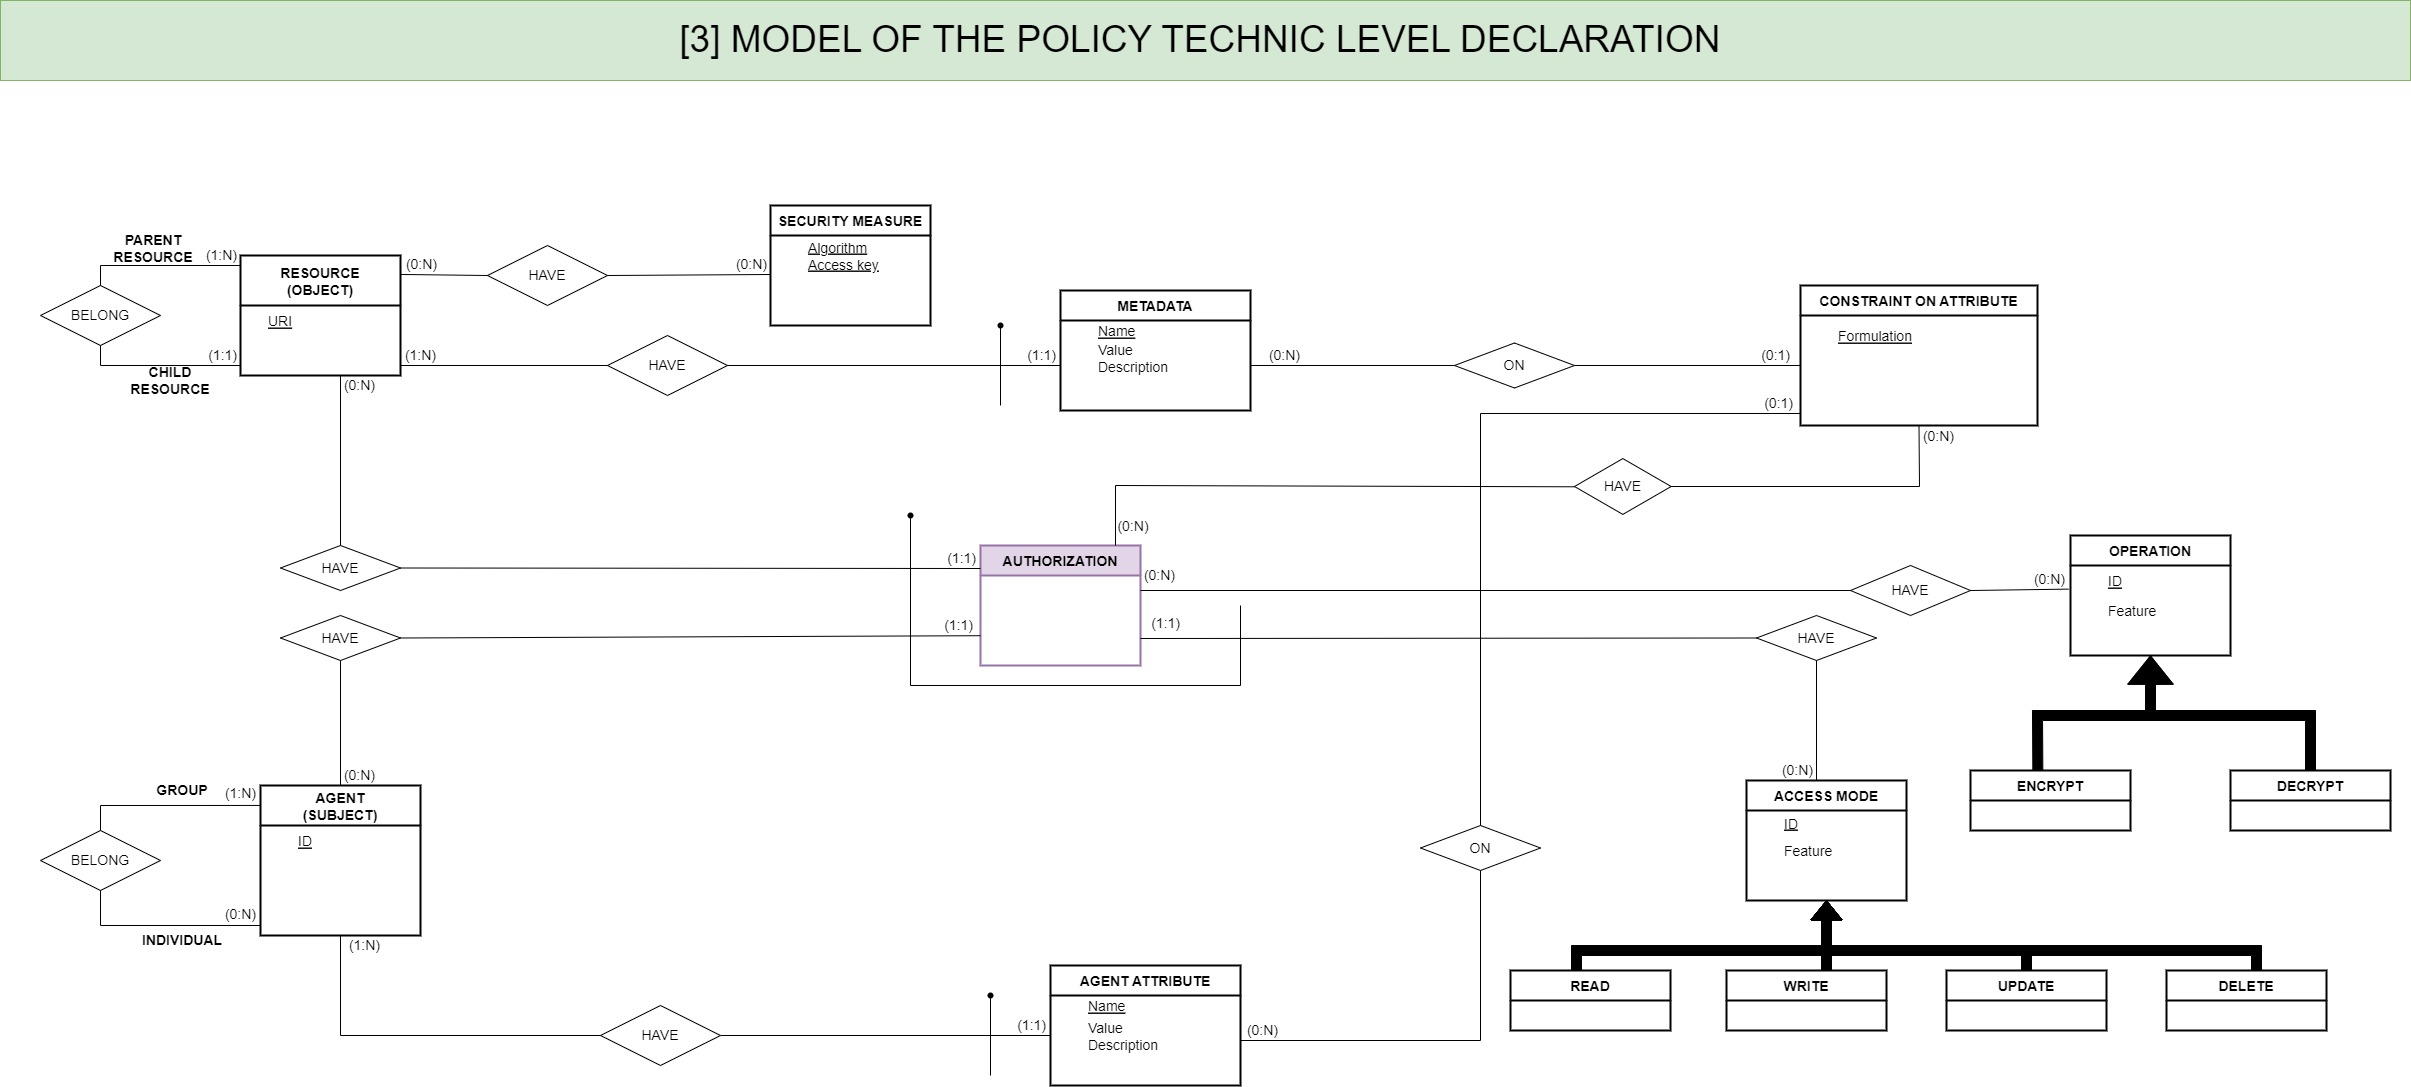 [3] MODEL OF THE POLICY TECHNIC LEVEL DECLARATION
SECURITY MEASURE
Algorithm
Access key
PARENT
RESOURCE
(1:N)
RESOURCE
(OBJECT)
URI
(0:N)
HAVE
(0:N)
BELONG
(1:1)
CHILD
RESOURCE
(1:N)
HAVE
(1:1)
METADATA
Name
Value
Description
(0:N)
ON
(0:1)
CONSTRAINT ON ATTRIBUTE
Formulation
(0:1)
(0:N)
(0:N)
HAVE
(0:N)
HAVE
(1:1)
AUTHORIZATION
(0:N)
HAVE
(0:N)
OPERATION
ID
Feature
HAVE
(1:1)
(1:1)
HAVE
(0:N)
(0:N)
ENCRYPT
DECRYPT
GROUP
(1:N)
AGENT
(SUBJECT)
ID
BELONG
(0:N)
INDIVIDUAL
(1:N)
ACCESS MODE
ID
Feature
ON
HAVE
(1:1)
AGENT ATTRIBUTE
Name
Value
Description
(0:N)
READ
WRITE
UPDATE
DELETE